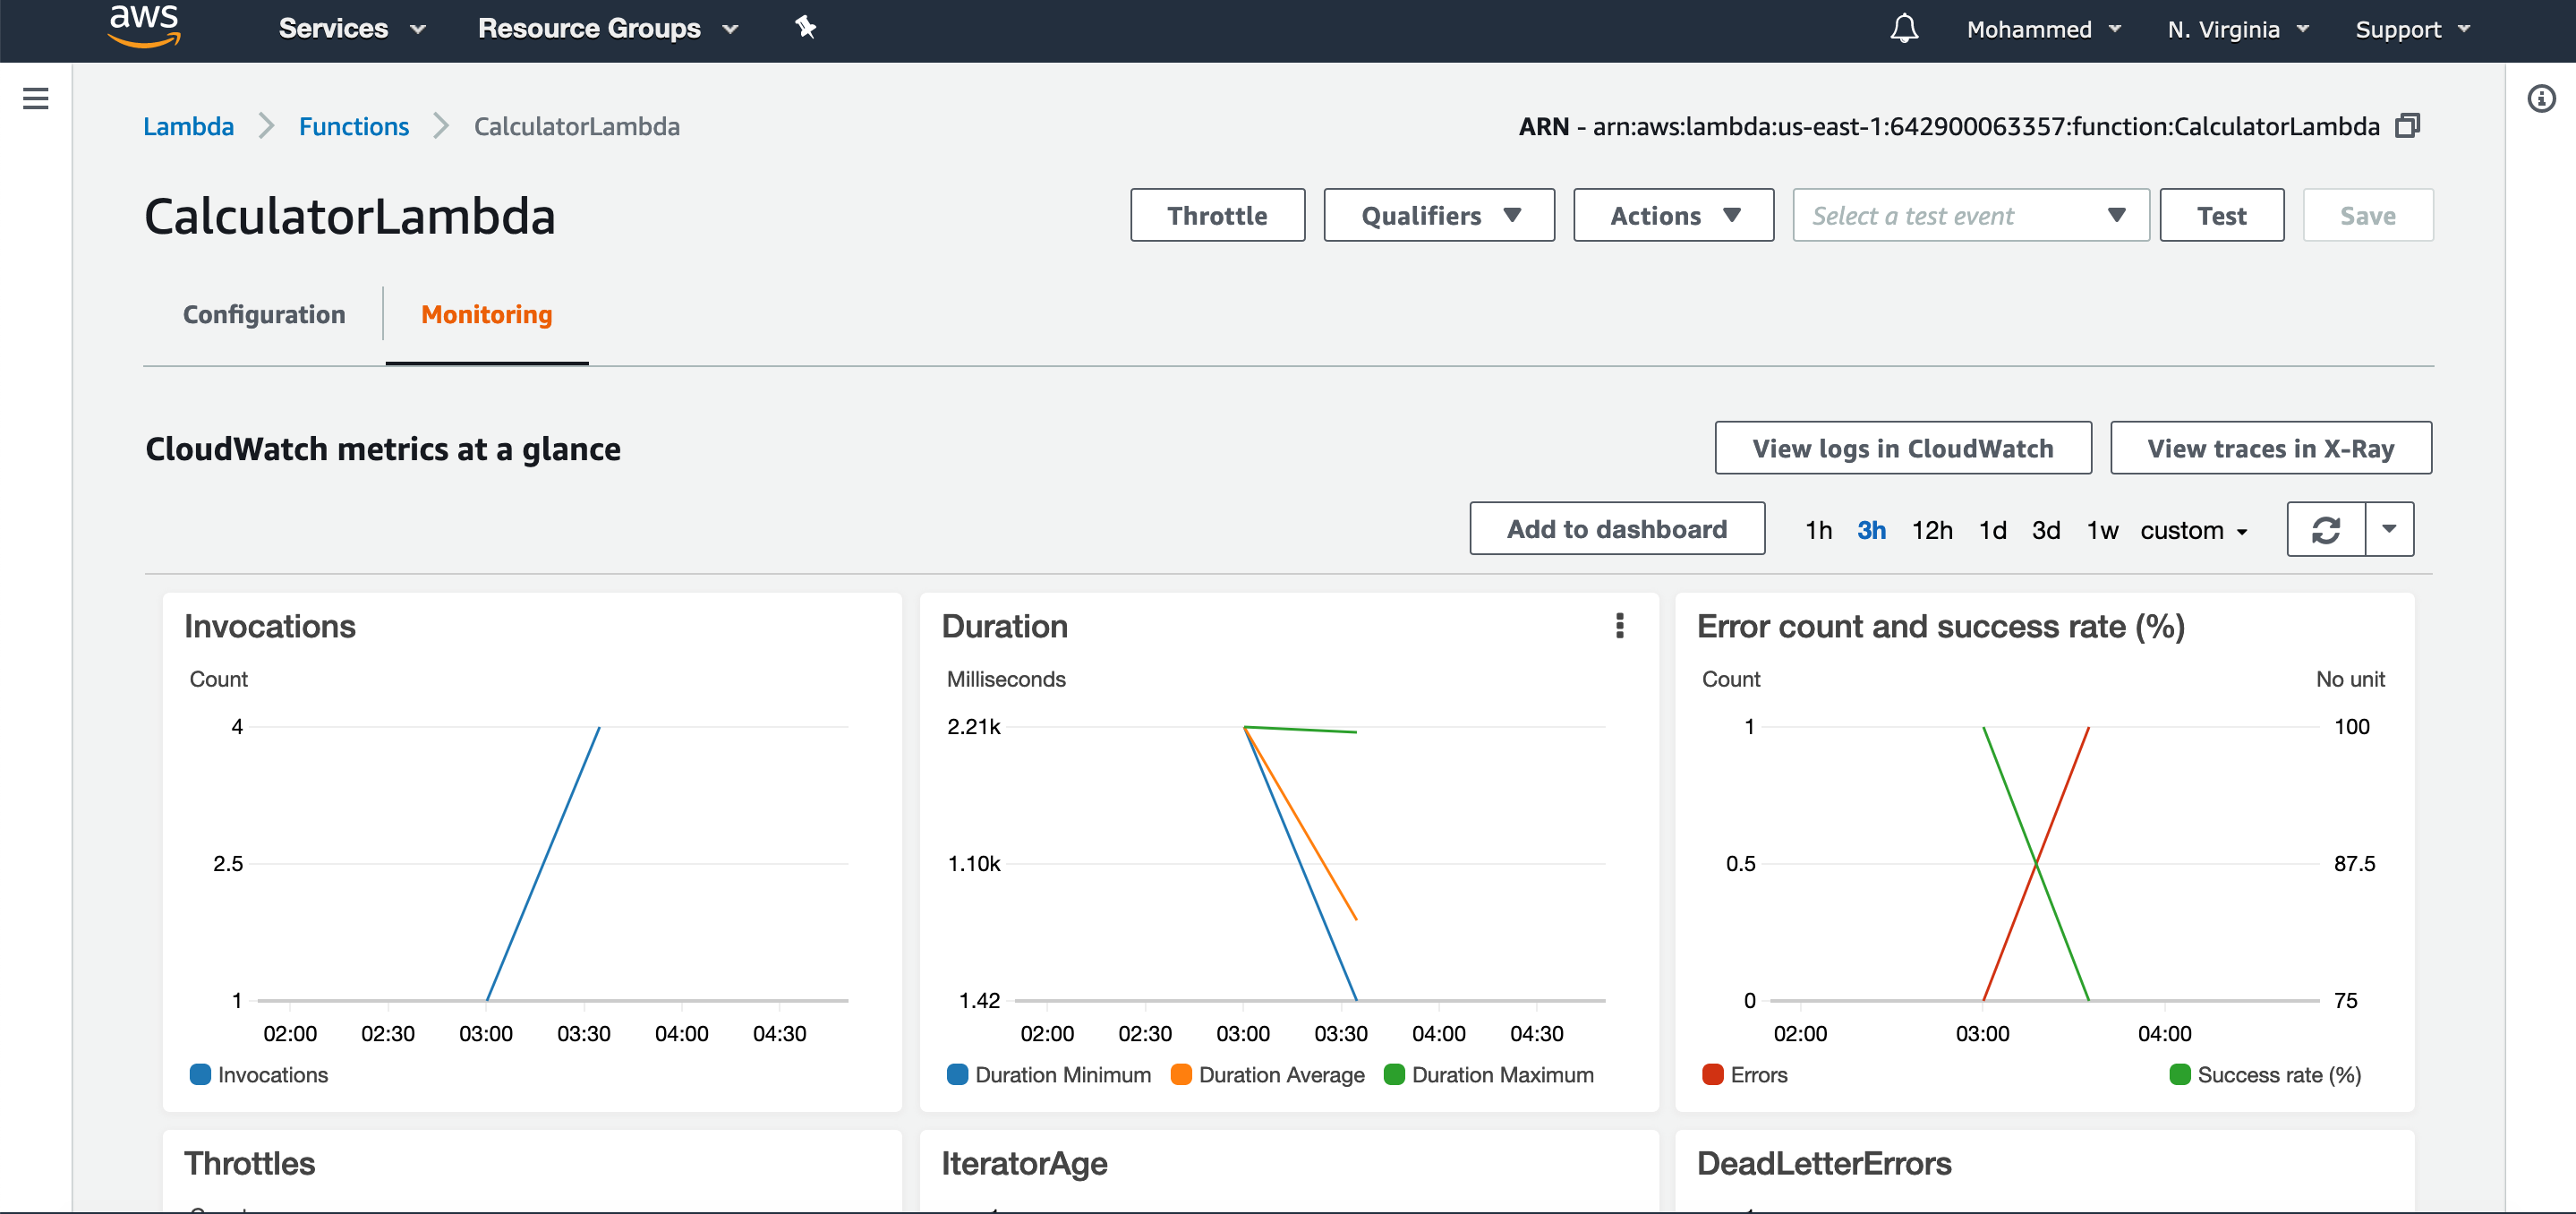 aws Services Resource Groups Mohammed N. Virginia Support
Lambda Functions CalculatorLambda ARN - arn:aws:lambda:us-east-1:642900063357:function:CalculatorLambda
CalculatorLambda Throttle Qualifiers Actions Select a test event Test Save
Configuration Monitoring
CloudWatch metrics at a glance View logs in CloudWatch View traces in X-Ray
Add to dashboard 1h 3h 12h 1d 3d 1w custom
Invocations
Count
4
2.5
1
02:00 02:30 03:00 03:30 04:00 04:30
Invocations
Duration
Milliseconds
2.21k
1.10k
1.42
02:00 02:30 03:00 03:30 04:00 04:30
Duration Minimum Duration Average Duration Maximum
Error count and success rate (%)
Count No unit
1 100
0.5 87.5
0 75
02:00 03:00 04:00
Errors Success rate (%)
Throttles
IteratorAge
DeadLetterErrors